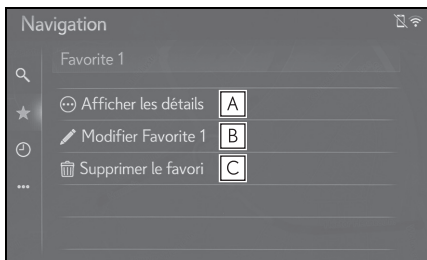 Navigation
Favorite 1
Afficher les détails A
Modifier Favorite 1 B
Supprimer le favori C